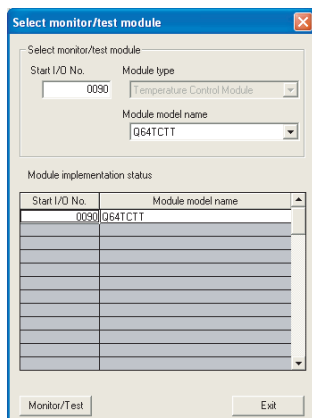 Select monitor/test module
Select monitor/test module
Start I/O No. Module type
0090 Temperature Control Module
Module model name
Q64TCTT
Module implementation status
Start I/O No. Module model name
0090 Q64TCTT
Monitor/Test Exit